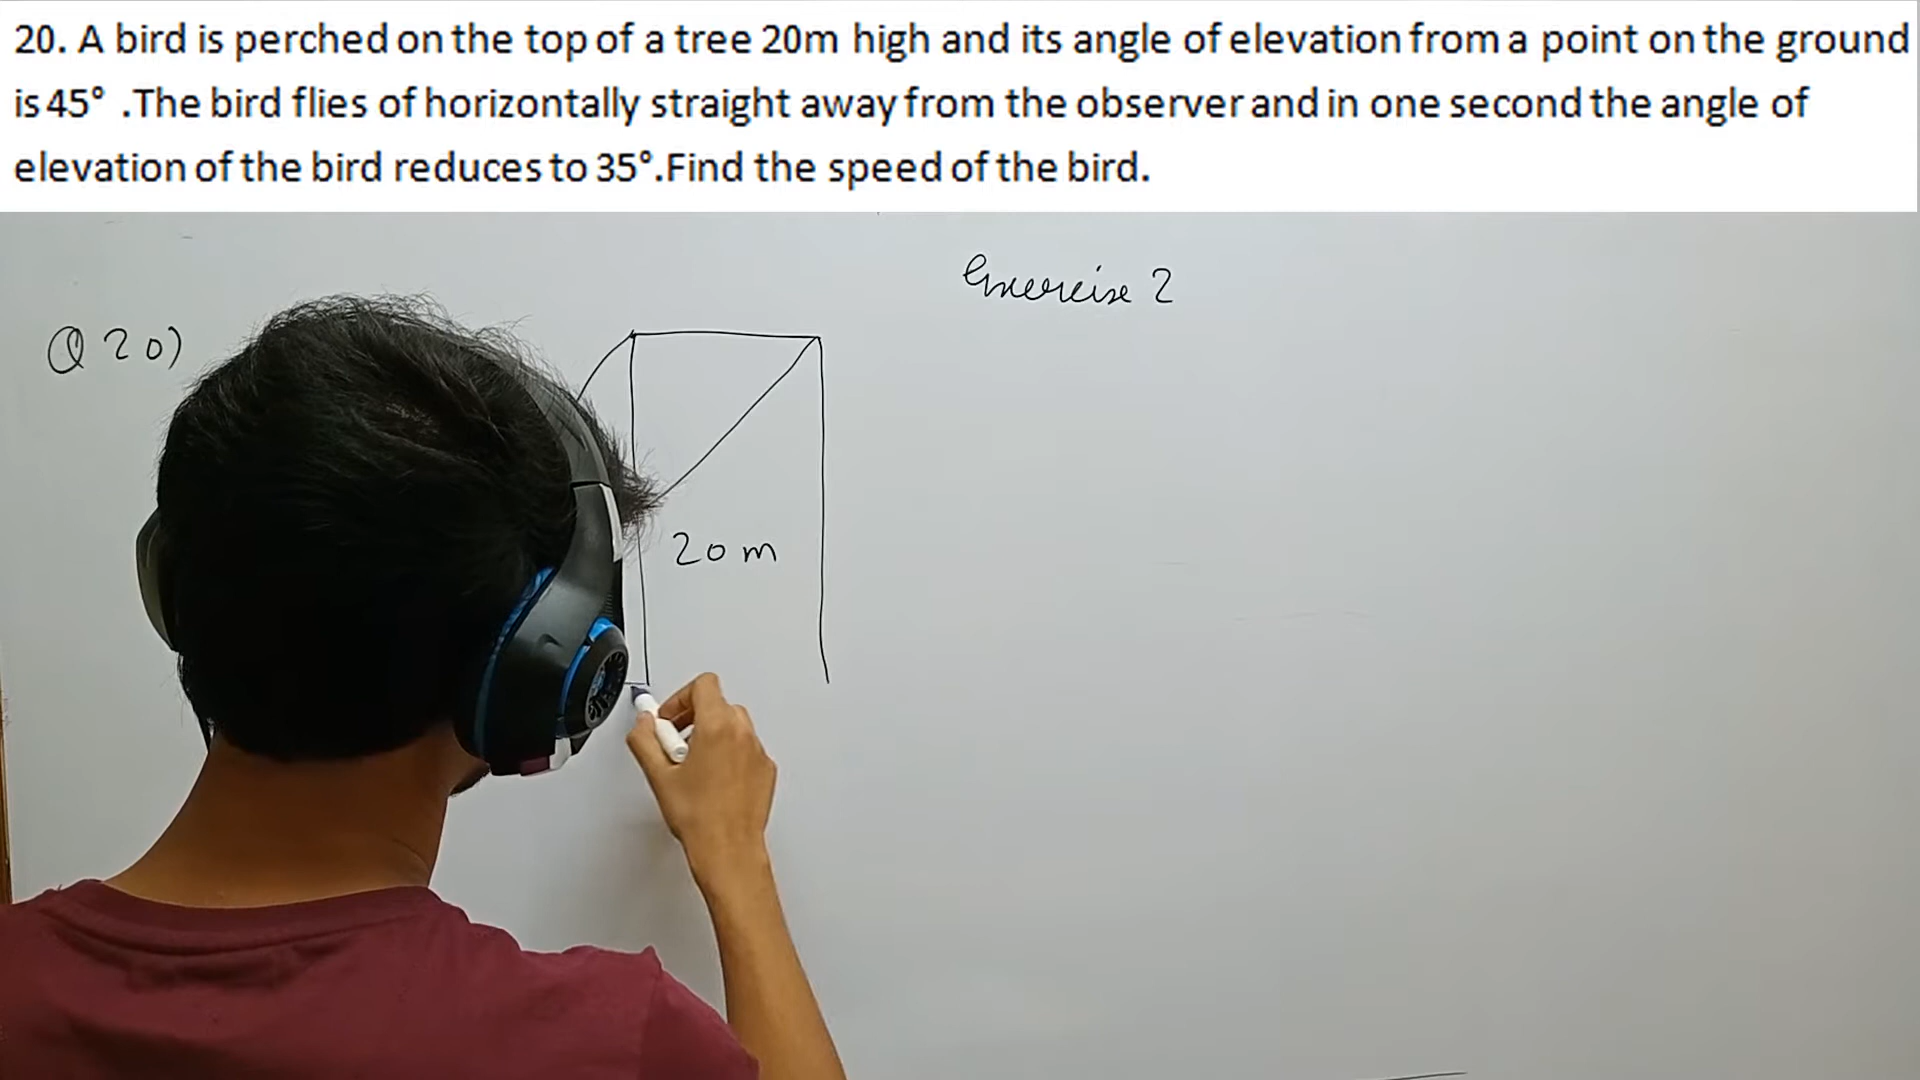 20. A bird is perched on the top of a tree 20m high and its angle of elevation from a point on the ground
is 45° .The bird flies of horizontally straight away from the observer and in one second the angle of
elevation of the bird reduces to 35°.Find the speed of the bird.
Exercise 2
Q 20)
20 m